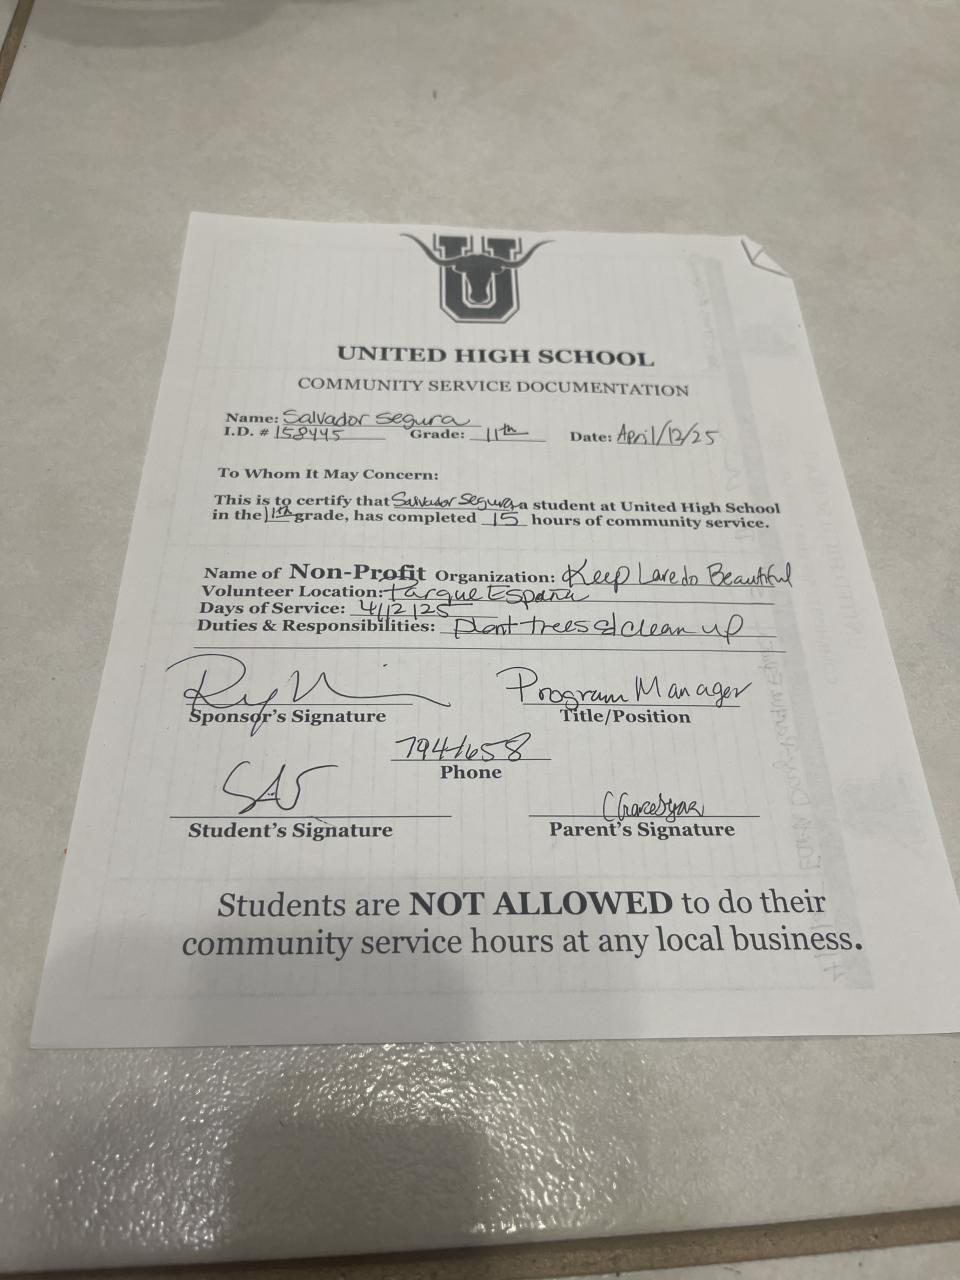 U
UNITED HIGH SCHOOL
COMMUNITY SERVICE DOCUMENTATION
Name: Salvador Segura
I.D. # 158445 Grade: 11th Date: April/12/25
To Whom It May Concern:
This is to certify that Salvador Segura a student at United High School
in the 11th grade, has completed 15 hours of community service.
Name of Non-Profit Organization: Keep Laredo Beautiful
Volunteer Location: Parque España
Days of Service: 4/12/25
Duties & Responsibilities: plant trees & clean up
Program Manager
Sponsor's Signature Title/Position
794-1658
Phone
SAS
Student's Signature Parent's Signature
Students are NOT ALLOWED to do their
community service hours at any local business.